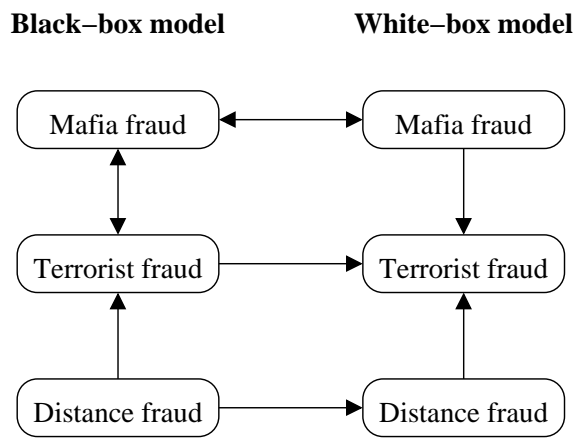 Black−box model White−box model
Mafia fraud Mafia fraud
Terrorist fraud Terrorist fraud
Distance fraud Distance fraud